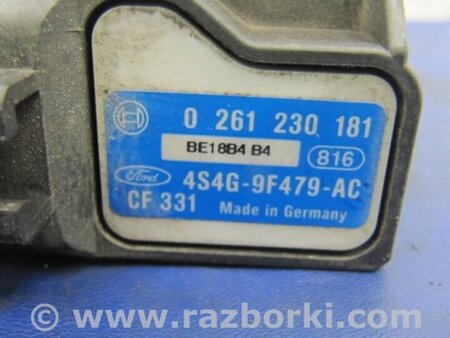 0 261 230 181
BE18B4 B4
816
Ford
4S4G-9F479-AC
CF 331 Made in Germany
© www.razborki.com